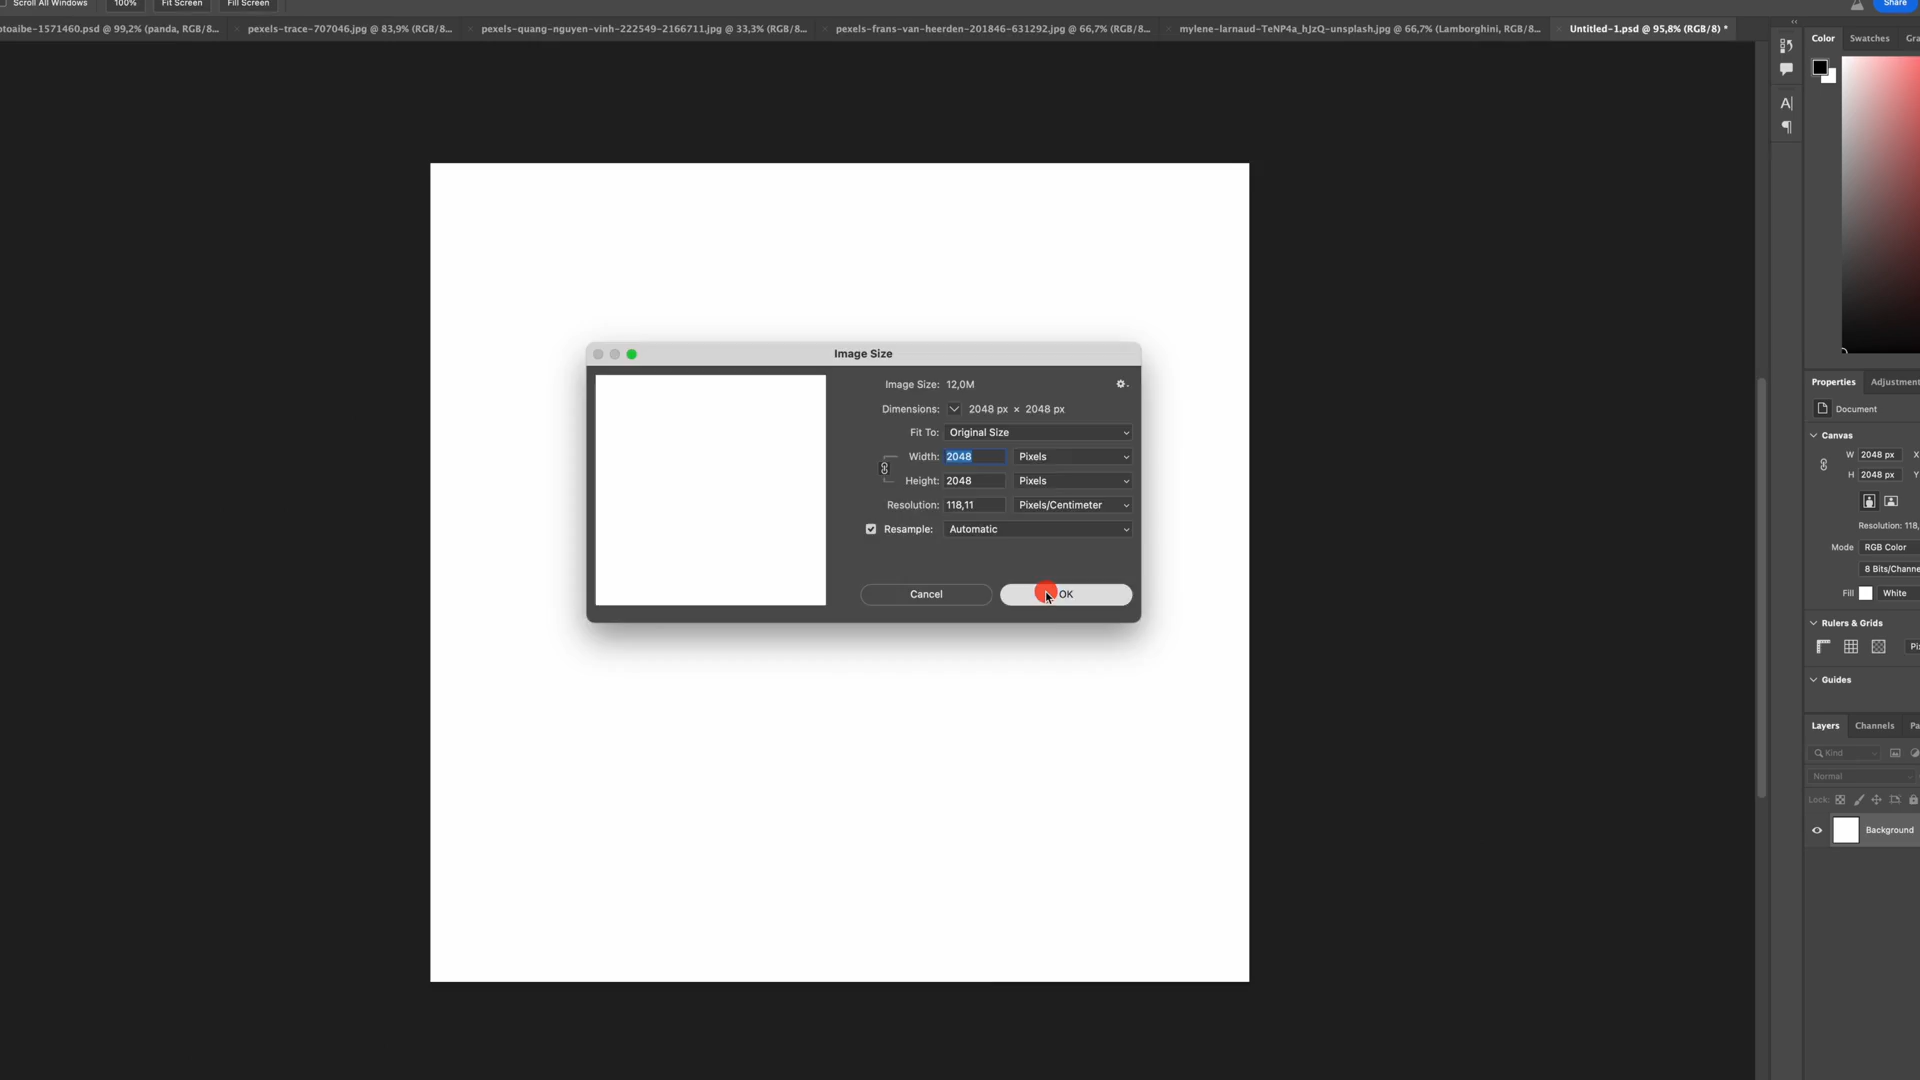 Scroll All Windows 100% Fit Screen Fill Screen Share
otoaibe-1571460.psd @ 99,2% (panda, RGB/8... pexels-trace-707046.jpg @ 83,9% (RGB/8... pexels-quang-nguyen-vinh-222549-2166711.jpg @ 33,3% (RGB/8... pexels-frans-van-heerden-201846-631292.jpg @ 66,7% (RGB/8... mylene-larnaud-TeNP4a_hJzQ-unsplash.jpg @ 66,7% (Lamborghini, RGB/8... Untitled-1.psd @ 95,8% (RGB/8) *
Color Swatches Gra
Image Size
Image Size: 12,0M
Dimensions: 2048 px × 2048 px
Fit To: Original Size
Width: 2048 Pixels
Height: 2048 Pixels
Resolution: 118,11 Pixels/Centimeter
Resample: Automatic
Cancel OK
Properties Adjustment
Document
Canvas
W 2048 px X
H 2048 px Y
Resolution: 118,
Mode RGB Color
8 Bits/Channe
Fill White
Rulers & Grids
Pi
Guides
Layers Channels Pa
Kind
Normal
Lock:
Background